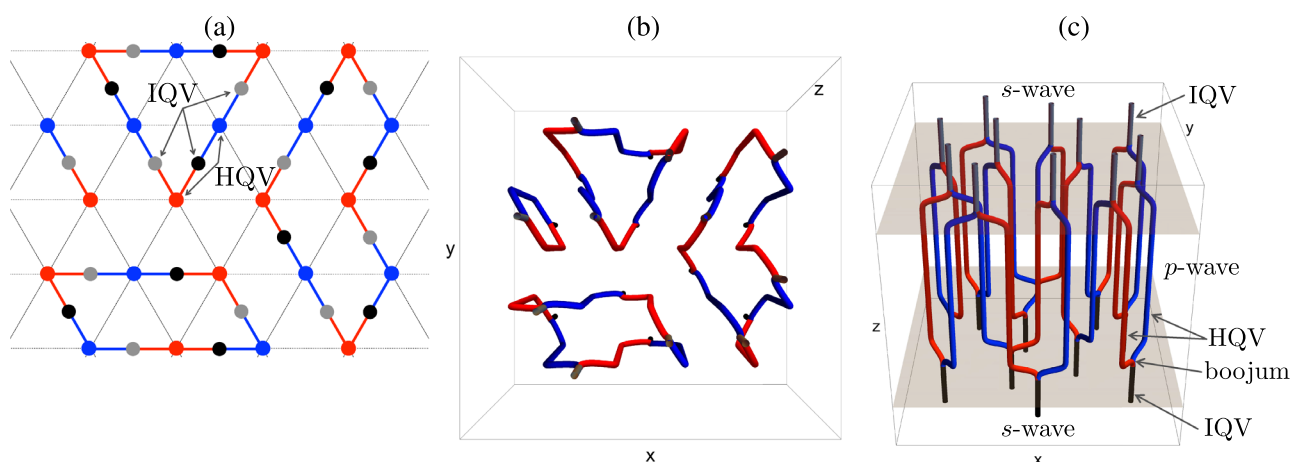 (a)
IQV
HQV
(b)
z
y
x
(c)
s-wave
IQV
y
p-wave
z
HQV
boojum
IQV
s-wave
x